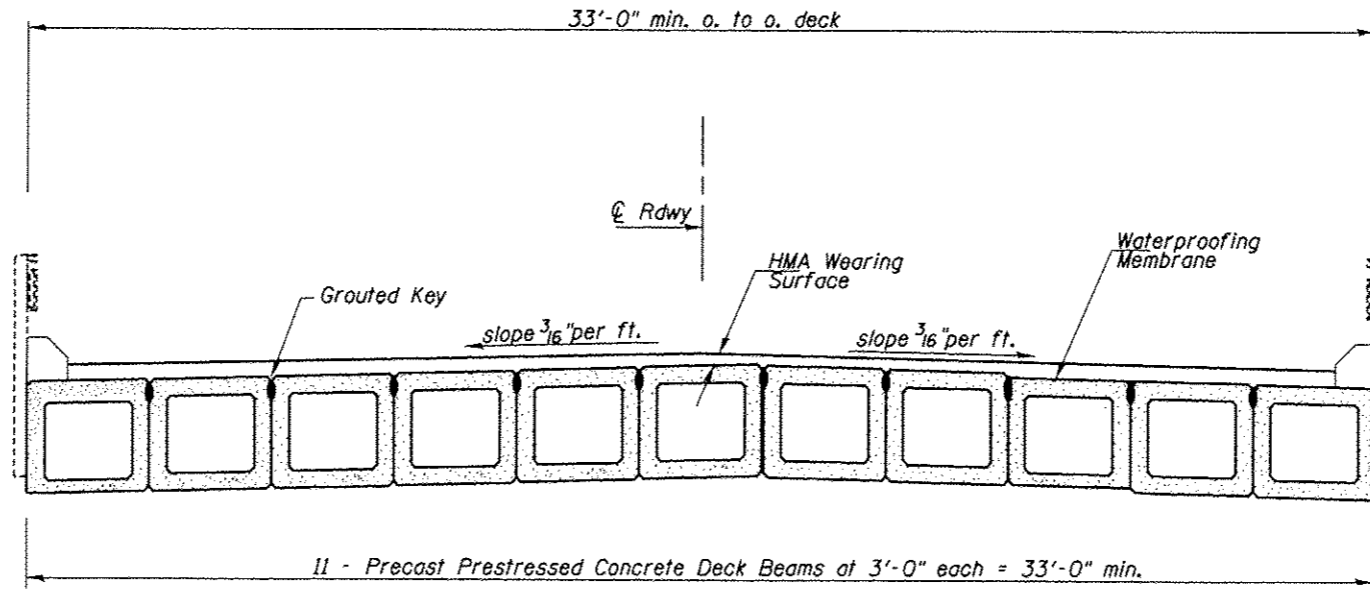 33'-0" min. o. to o. deck
℄ Rdwy
Waterproofing
Membrane
HMA Wearing
Surface
Grouted Key
slope 3/16" per ft.
slope 3/16" per ft.
11 - Precast Prestressed Concrete Deck Beams at 3'-0" each = 33'-0" min.